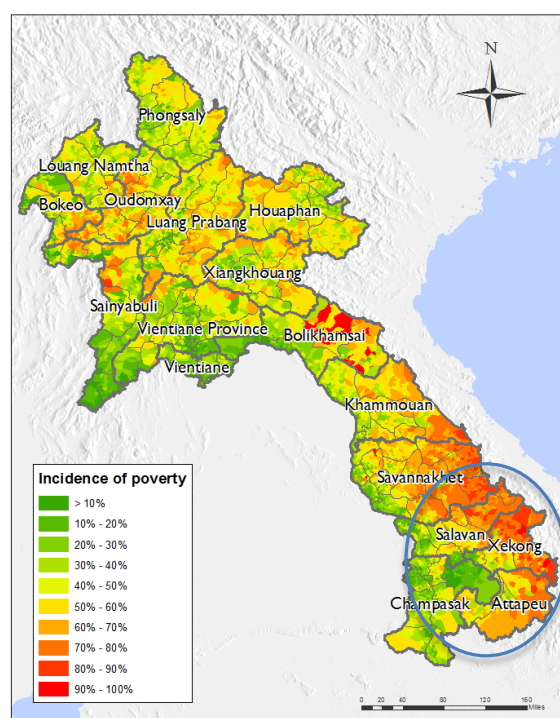 N
Phongsaly
Louang Namtha
Bokeo
Oudomxay
Luang Prabang
Houaphan
Xiangkhouang
Sainyabuli
Vientiane Province
Bolikhamsai
Vientiane
Khammouan
Savannakhet
Salavan
Xekong
Champasak
Attapeu
Incidence of poverty
> 10%
10% - 20%
20% - 30%
30% - 40%
40% - 50%
50% - 60%
60% - 70%
70% - 80%
80% - 90%
90% - 100%
0 20 40 80 120 160
Miles